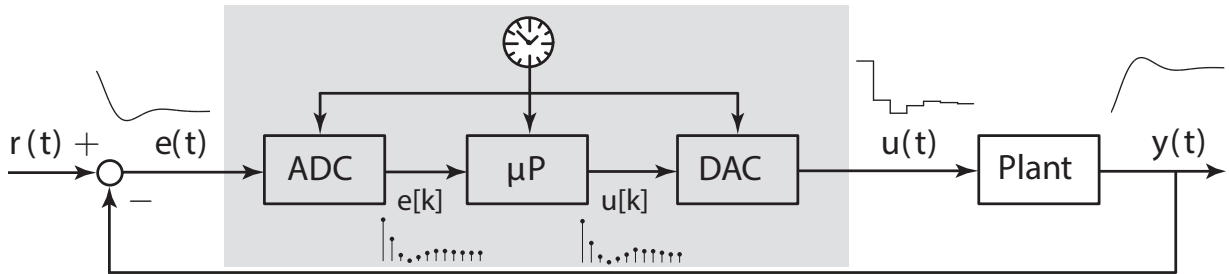 r(t)
+
−
e(t)
ADC
e[k]
μP
u[k]
DAC
u(t)
Plant
y(t)